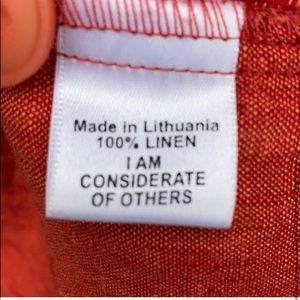 Made in Lithuania
100% LINEN
I AM
CONSIDERATE
OF OTHERS